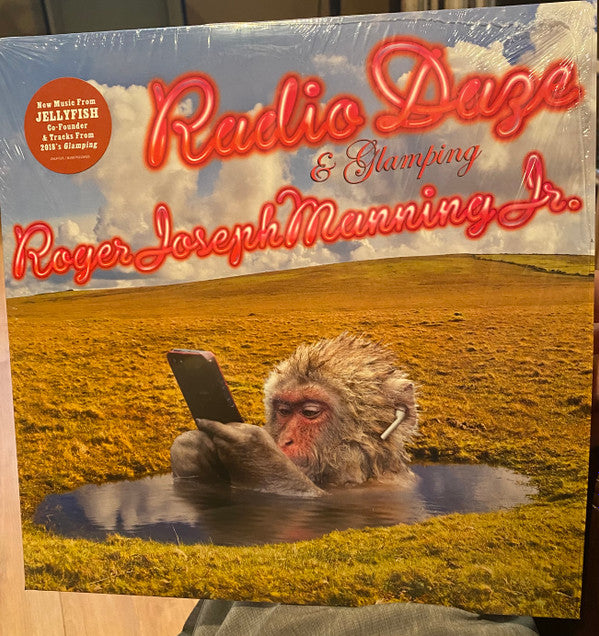 Radio Daze
& Glamping
Roger Joseph Manning Jr.
New Music From
JELLYFISH
Co-Founder
& Tracks From
2018's Glamping